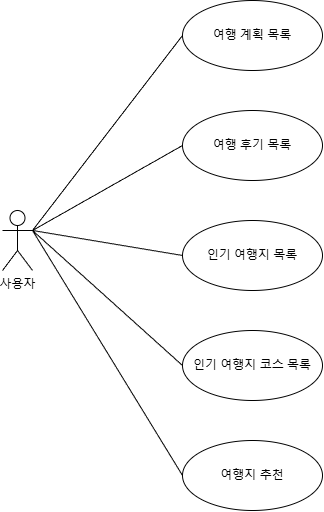 여행 계획 목록
여행 후기 목록
인기 여행지 목록
사용자
인기 여행지 코스 목록
여행지 추천